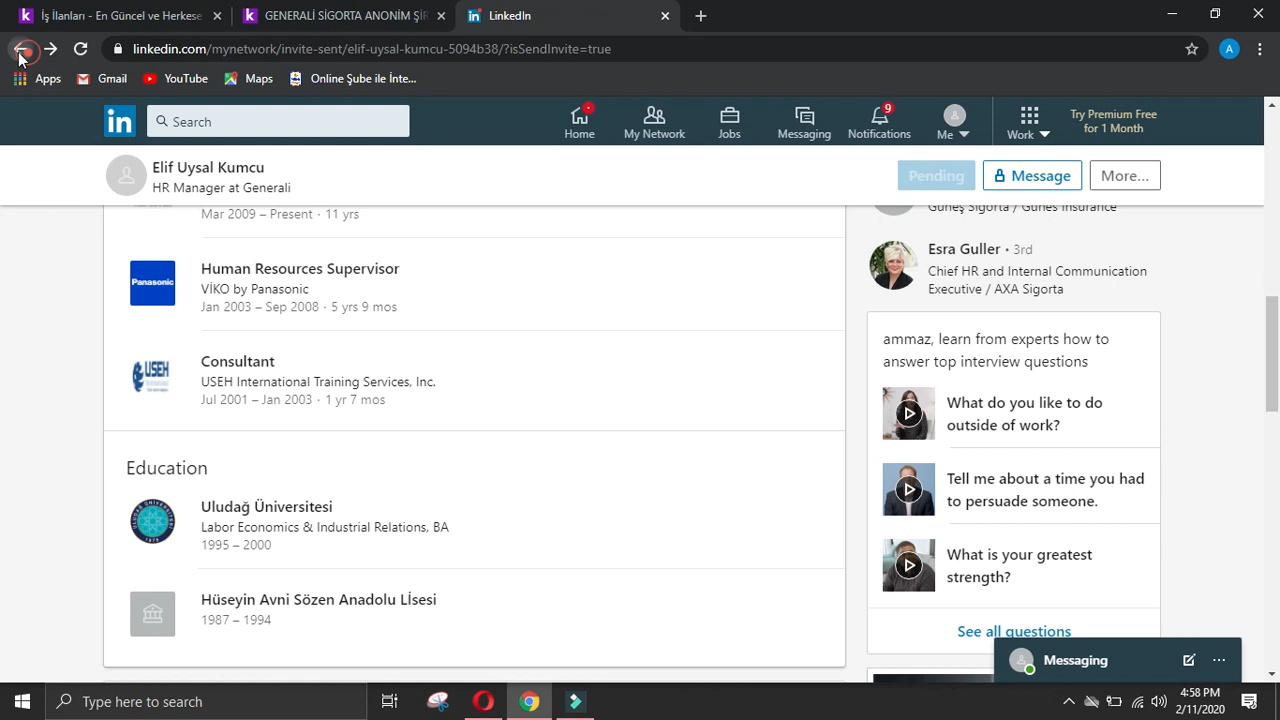 İş İlanları - En Güncel ve Herkese
GENERALİ SİGORTA ANONİM ŞİR
LinkedIn
linkedin.com/mynetwork/invite-sent/elif-uysal-kumcu-5094b38/?isSendInvite=true
A
Apps
Gmail
YouTube
Maps
Online Şube ile İnte...
in
Search
Home
My Network
Jobs
Messaging
9
Notifications
Me
Work
Try Premium Free
for 1 Month
Elif Uysal Kumcu
HR Manager at Generali
Pending
Message
More...
Mar 2009 – Present · 11 yrs
Panasonic
Human Resources Supervisor
VİKO by Panasonic
Jan 2003 – Sep 2008 · 5 yrs 9 mos
USEH
Consultant
USEH International Training Services, Inc.
Jul 2001 – Jan 2003 · 1 yr 7 mos
Education
Uludağ Üniversitesi
Labor Economics & Industrial Relations, BA
1995 – 2000
Hüseyin Avni Sözen Anadolu Lİsesi
1987 – 1994
Güneş Sigorta / Gunes Insurance
Esra Guller • 3rd
Chief HR and Internal Communication
Executive / AXA Sigorta
ammaz, learn from experts how to
answer top interview questions
What do you like to do
outside of work?
Tell me about a time you had
to persuade someone.
What is your greatest
strength?
See all questions
Messaging
Type here to search
4:58 PM
2/11/2020